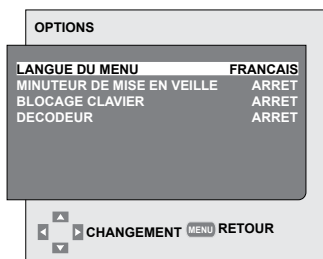 OPTIONS
LANGUE DU MENU FRANCAIS
MINUTEUR DE MISE EN VEILLE ARRET
BLOCAGE CLAVIER ARRET
DECODEUR ARRET
CHANGEMENT MENU RETOUR